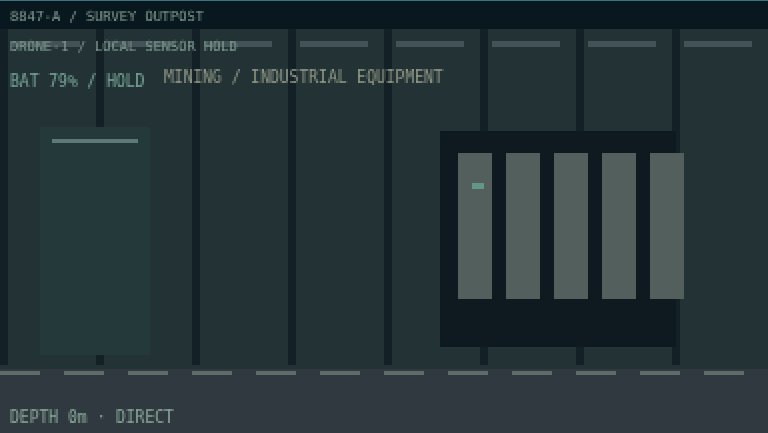 8847-A / SURVEY OUTPOST
DRONE-1 / LOCAL SENSOR HOLD
BAT 79% / HOLD
MINING / INDUSTRIAL EQUIPMENT
DEPTH 0m · DIRECT